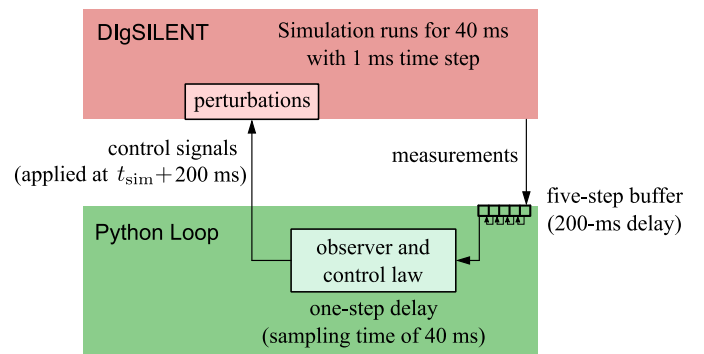 DIgSILENT
Simulation runs for 40 ms
with 1 ms time step
perturbations
control signals
(applied at t_sim+200 ms)
measurements
five-step buffer
(200-ms delay)
Python Loop
observer and
control law
one-step delay
(sampling time of 40 ms)